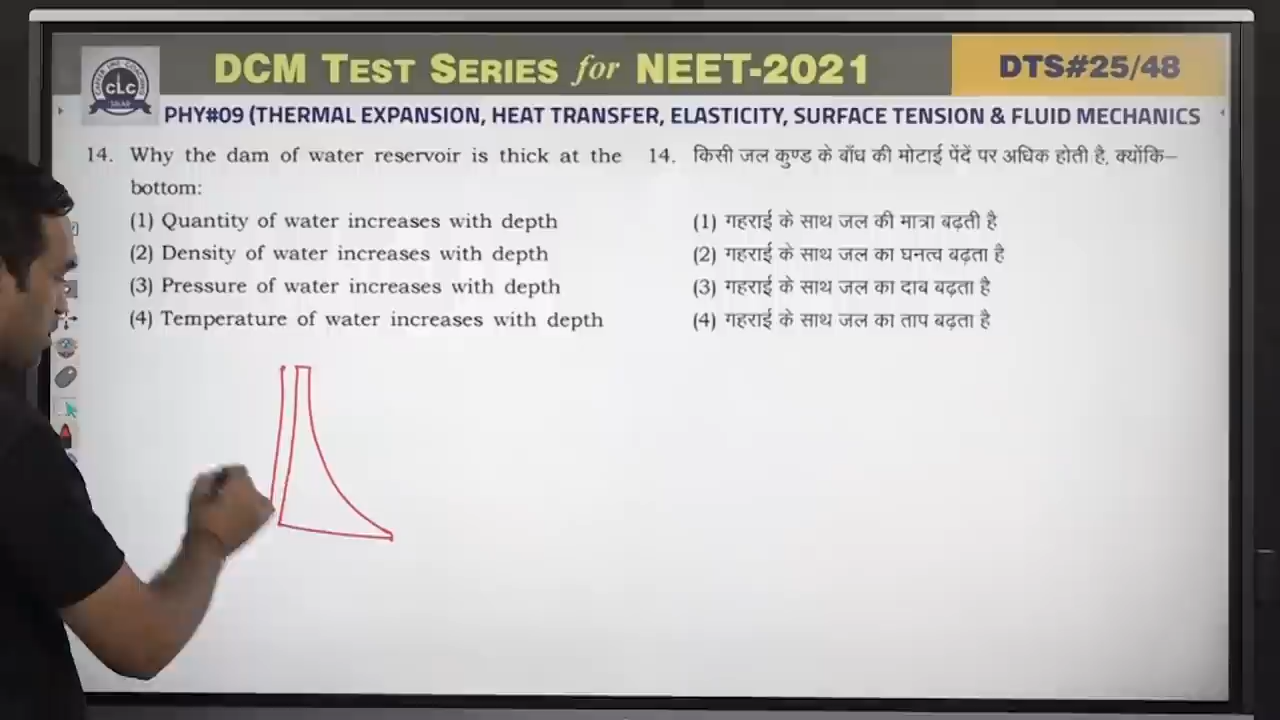 DCM TEST SERIES for NEET-2021
DTS#25/48
CLC
PHY#09 (THERMAL EXPANSION, HEAT TRANSFER, ELASTICITY, SURFACE TENSION & FLUID MECHANICS
14. Why the dam of water reservoir is thick at the
bottom:
(1) Quantity of water increases with depth
(2) Density of water increases with depth
(3) Pressure of water increases with depth
(4) Temperature of water increases with depth
14. किसी जल कुण्ड के बाँध की मोटाई पेंदें पर अधिक होती है, क्योंकि–
(1) गहराई के साथ जल की मात्रा बढ़ती है
(2) गहराई के साथ जल का घनत्व बढ़ता है
(3) गहराई के साथ जल का दाब बढ़ता है
(4) गहराई के साथ जल का ताप बढ़ता है